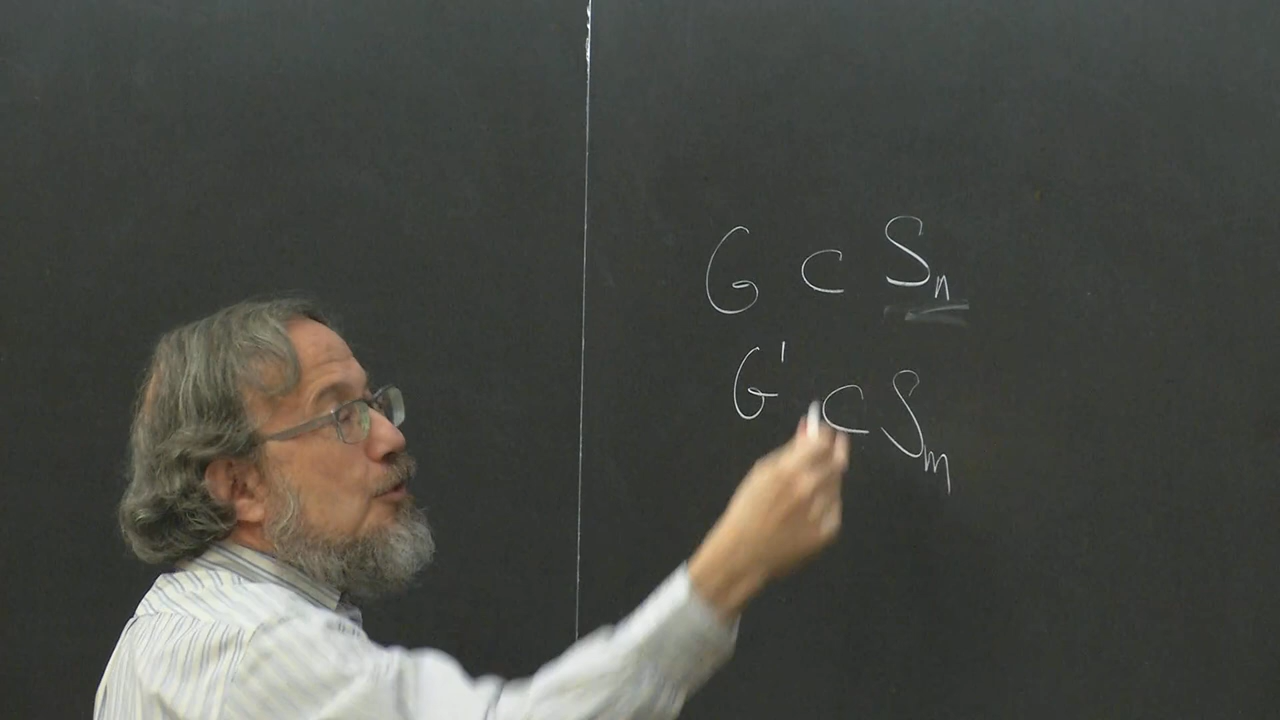 G ⊂ Sₙ
G' ⊂ Sₘ